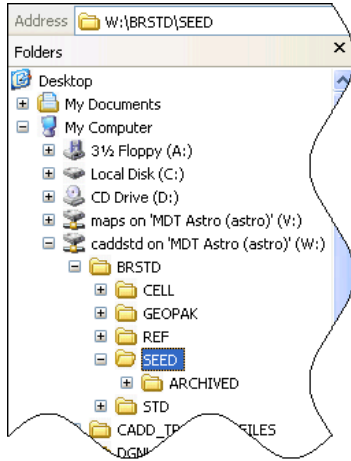 Address W:\BRSTD\SEED
Folders
Desktop
My Documents
My Computer
3½ Floppy (A:)
Local Disk (C:)
CD Drive (D:)
maps on 'MDT Astro (astro)' (V:)
caddstd on 'MDT Astro (astro)' (W:)
BRSTD
CELL
GEOPAK
REF
SEED
ARCHIVED
STD